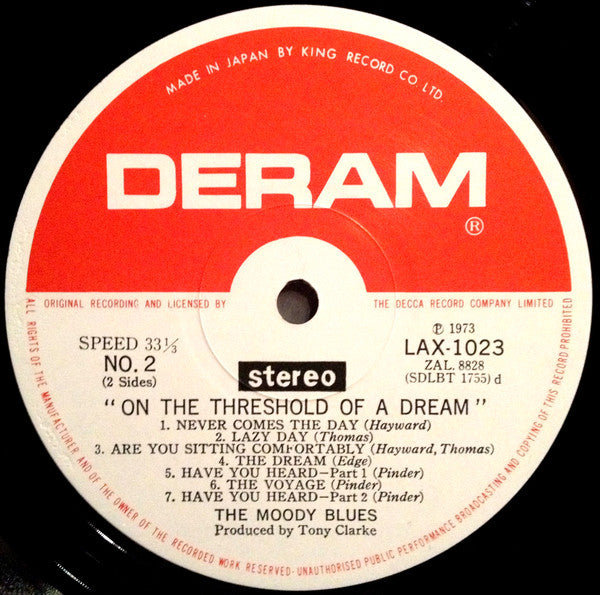 MADE IN JAPAN BY KING RECORD CO. LTD.
DERAM
®
ORIGINAL RECORDING AND LICENSED BY THE DECCA RECORD COMPANY LIMITED
SPEED 33⅓
NO. 2
(2 Sides)
stereo
℗ 1973
LAX-1023
ZAL. 8828
(SDLBT 1755) d
"ON THE THRESHOLD OF A DREAM"
1. NEVER COMES THE DAY (Hayward)
2. LAZY DAY (Thomas)
3. ARE YOU SITTING COMFORTABLY (Hayward, Thomas)
4. THE DREAM (Edge)
5. HAVE YOU HEARD—Part 1 (Pinder)
6. THE VOYAGE (Pinder)
7. HAVE YOU HEARD—Part 2 (Pinder)
THE MOODY BLUES
Produced by Tony Clarke
ALL RIGHTS OF THE MANUFACTURER AND OF THE OWNER OF THE RECORDED WORK RESERVED-UNAUTHORISED PUBLIC PERFORMANCE BROADCASTING AND COPYING OF THIS RECORD PROHIBITED